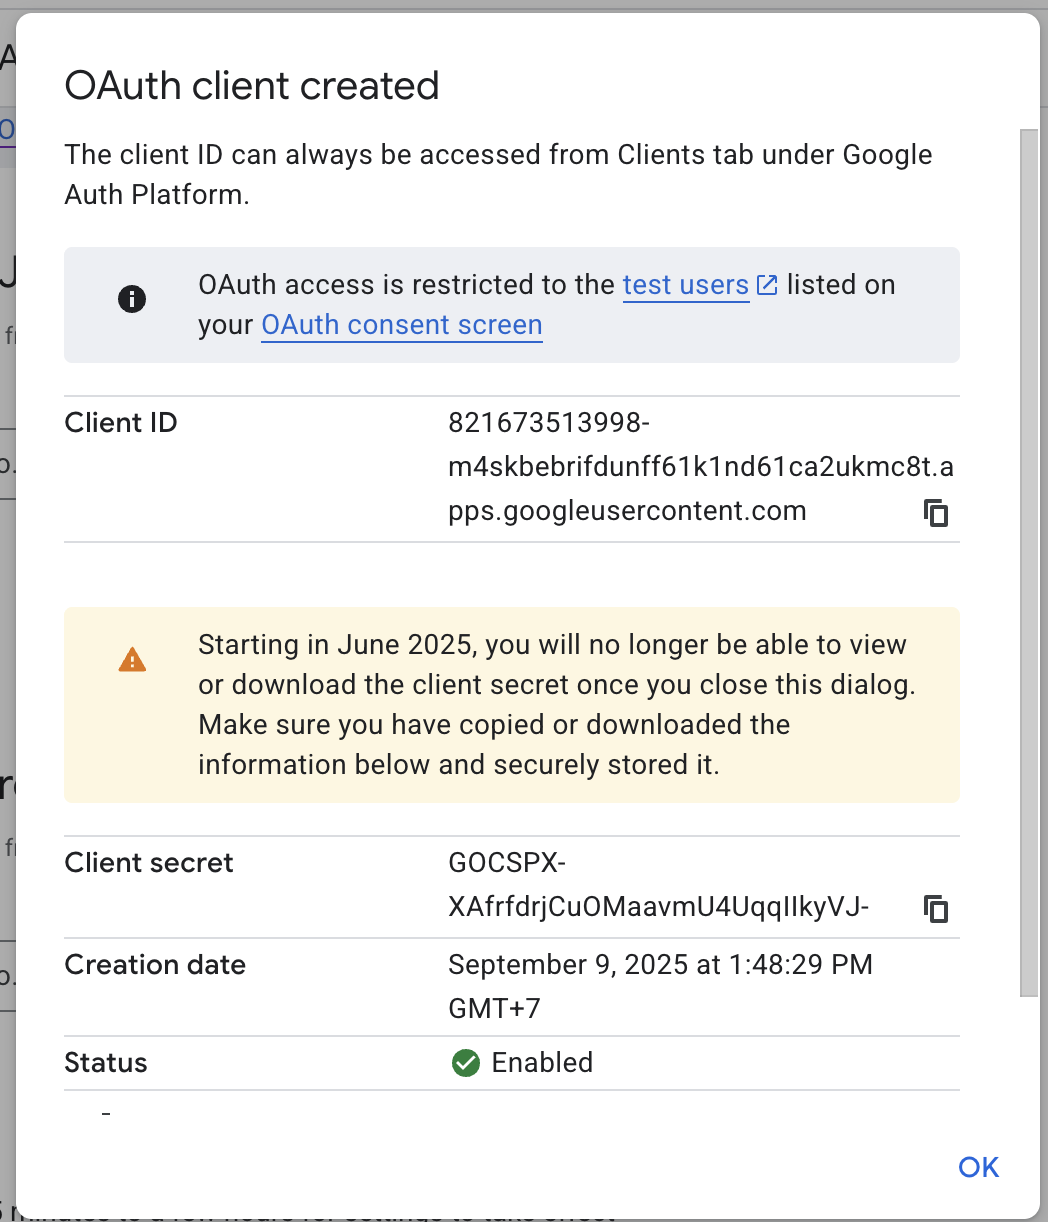 OAuth client created
The client ID can always be accessed from Clients tab under Google
Auth Platform.
OAuth access is restricted to the test users listed on
your OAuth consent screen
Client ID
821673513998-
m4skbebrifdunff61k1nd61ca2ukmc8t.a
pps.googleusercontent.com
Starting in June 2025, you will no longer be able to view
or download the client secret once you close this dialog.
Make sure you have copied or downloaded the
information below and securely stored it.
Client secret
GOCSPX-
Creation date
September 9, 2025 at 1:48:29 PM
GMT+7
Status
Enabled
OK